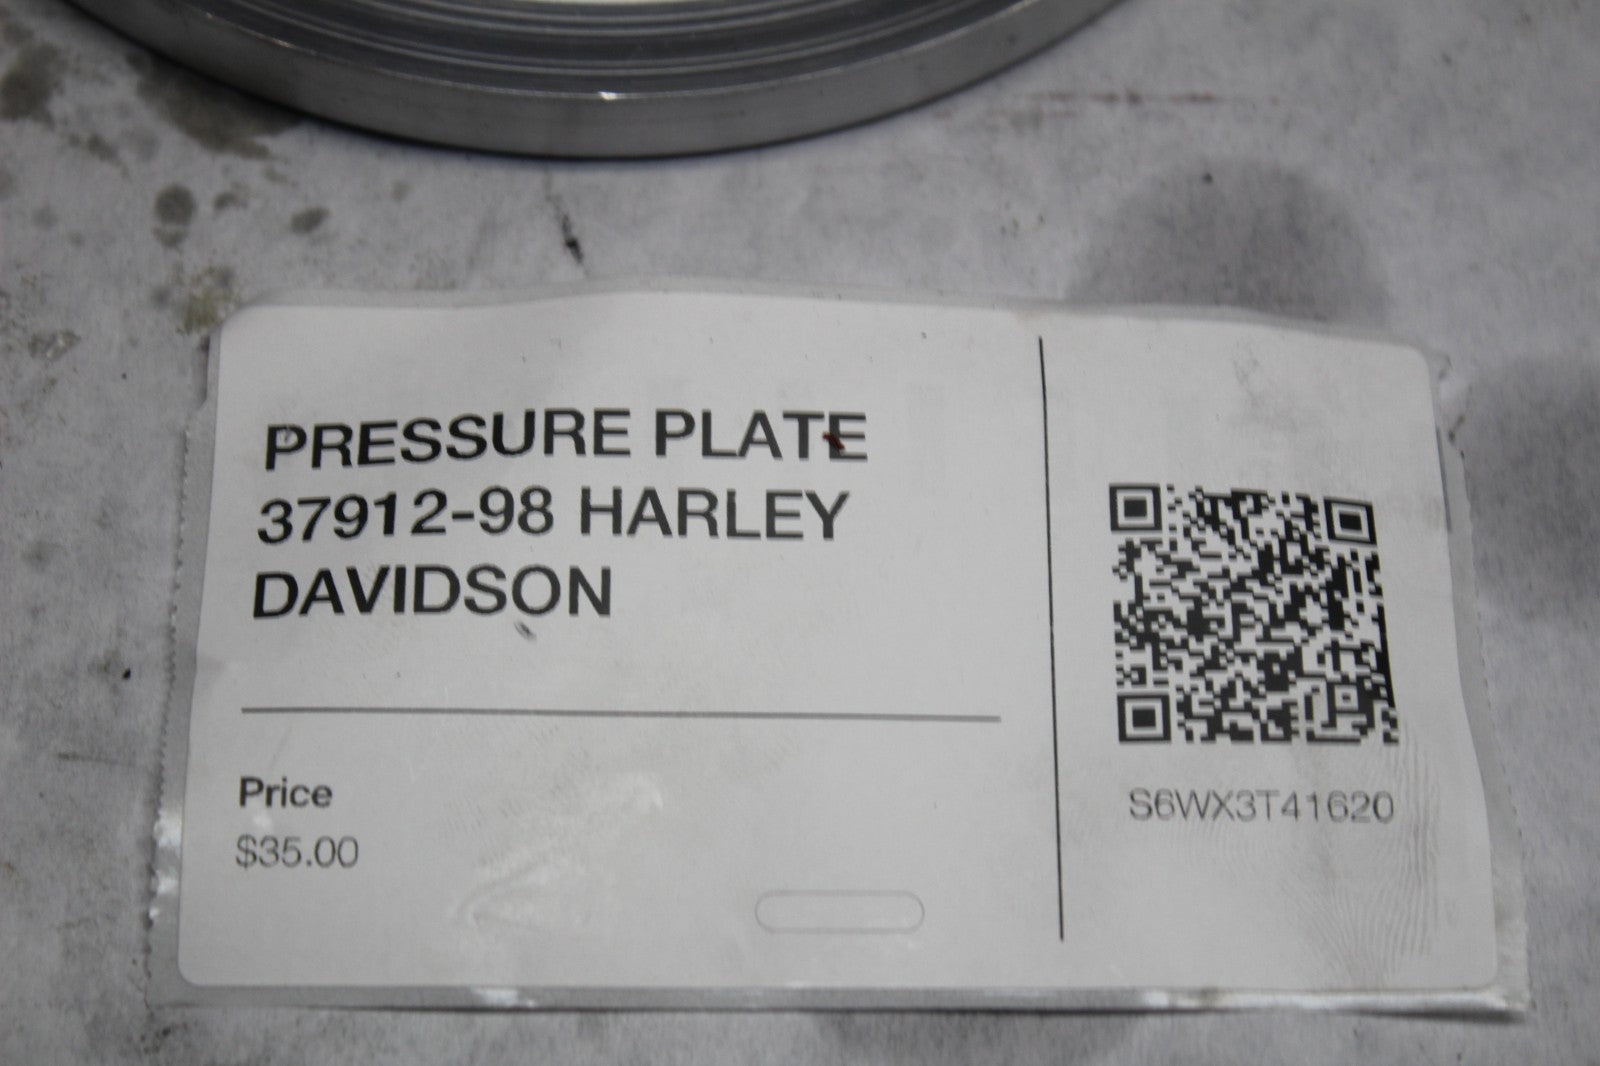 PRESSURE PLATE
37912-98 HARLEY
DAVIDSON
Price
$35.00
S6WX3T41620